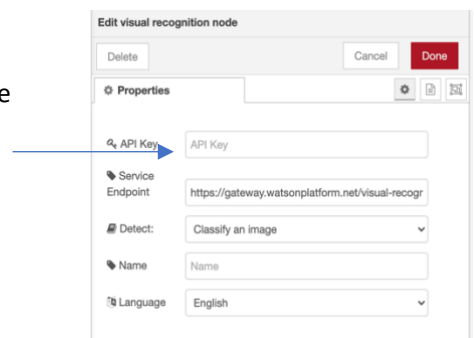 Edit visual recognition node
Delete Cancel Done
Properties
e
API Key API Key
Service
Endpoint https://gateway.watsonplatform.net/visual-recogr
Detect: Classify an image
Name Name
Language English